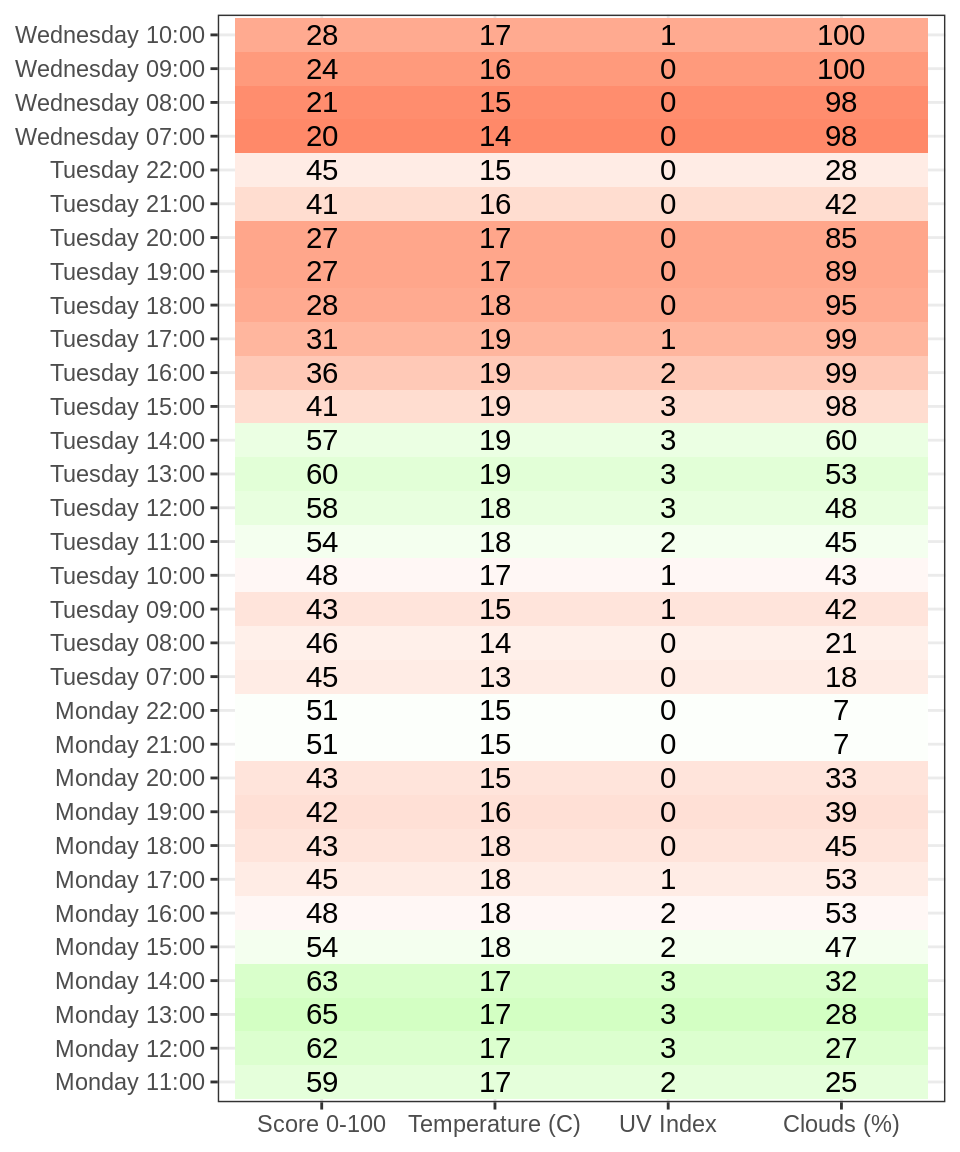 Wednesday 10:00 28 17 1 100
Wednesday 09:00 24 16 0 100
Wednesday 08:00 21 15 0 98
Wednesday 07:00 20 14 0 98
Tuesday 22:00 45 15 0 28
Tuesday 21:00 41 16 0 42
Tuesday 20:00 27 17 0 85
Tuesday 19:00 27 17 0 89
Tuesday 18:00 28 18 0 95
Tuesday 17:00 31 19 1 99
Tuesday 16:00 36 19 2 99
Tuesday 15:00 41 19 3 98
Tuesday 14:00 57 19 3 60
Tuesday 13:00 60 19 3 53
Tuesday 12:00 58 18 3 48
Tuesday 11:00 54 18 2 45
Tuesday 10:00 48 17 1 43
Tuesday 09:00 43 15 1 42
Tuesday 08:00 46 14 0 21
Tuesday 07:00 45 13 0 18
Monday 22:00 51 15 0 7
Monday 21:00 51 15 0 7
Monday 20:00 43 15 0 33
Monday 19:00 42 16 0 39
Monday 18:00 43 18 0 45
Monday 17:00 45 18 1 53
Monday 16:00 48 18 2 53
Monday 15:00 54 18 2 47
Monday 14:00 63 17 3 32
Monday 13:00 65 17 3 28
Monday 12:00 62 17 3 27
Monday 11:00 59 17 2 25
Score 0-100 Temperature (C) UV Index Clouds (%)